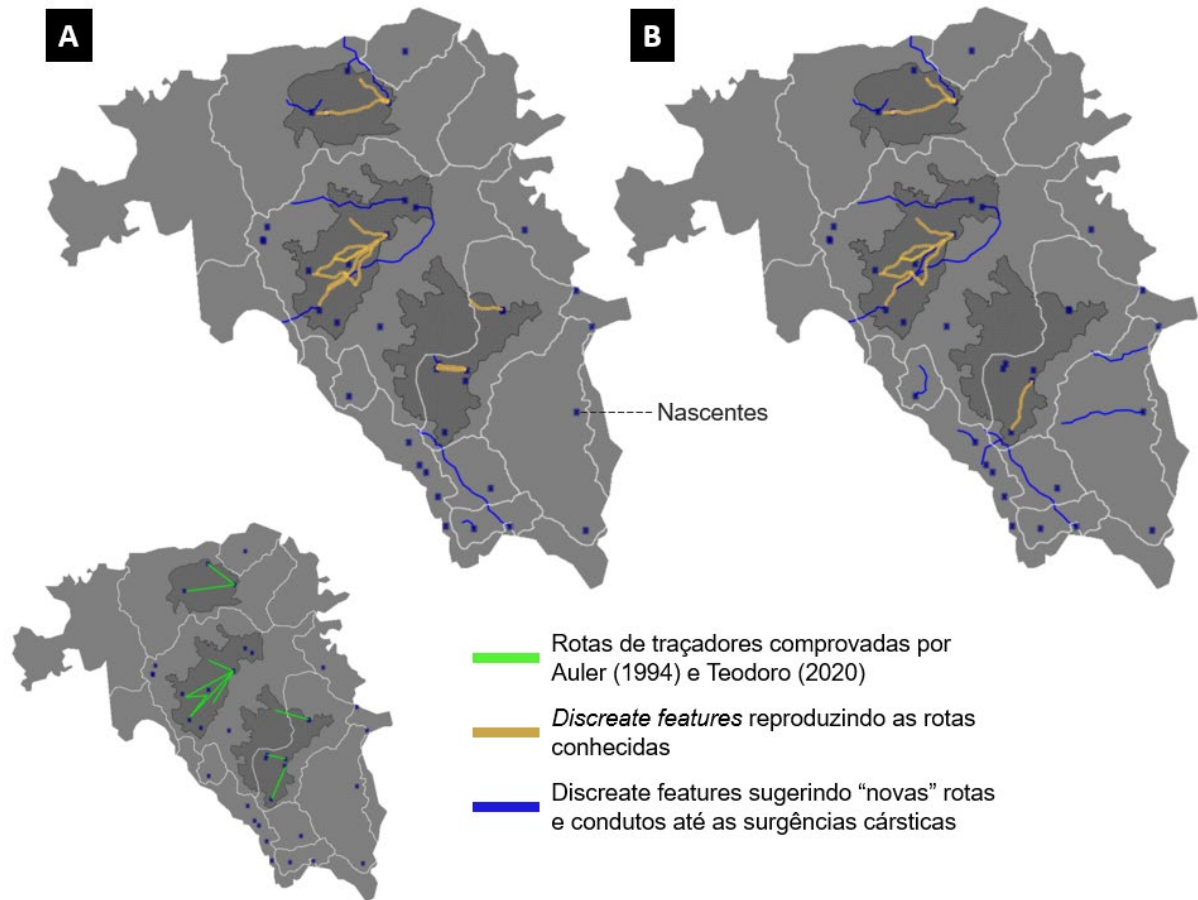 A
B
Nascentes
Rotas de traçadores comprovadas por
Auler (1994) e Teodoro (2020)
Discreate features reproduzindo as rotas
conhecidas
Discreate features sugerindo “novas” rotas
e condutos até as surgências cársticas